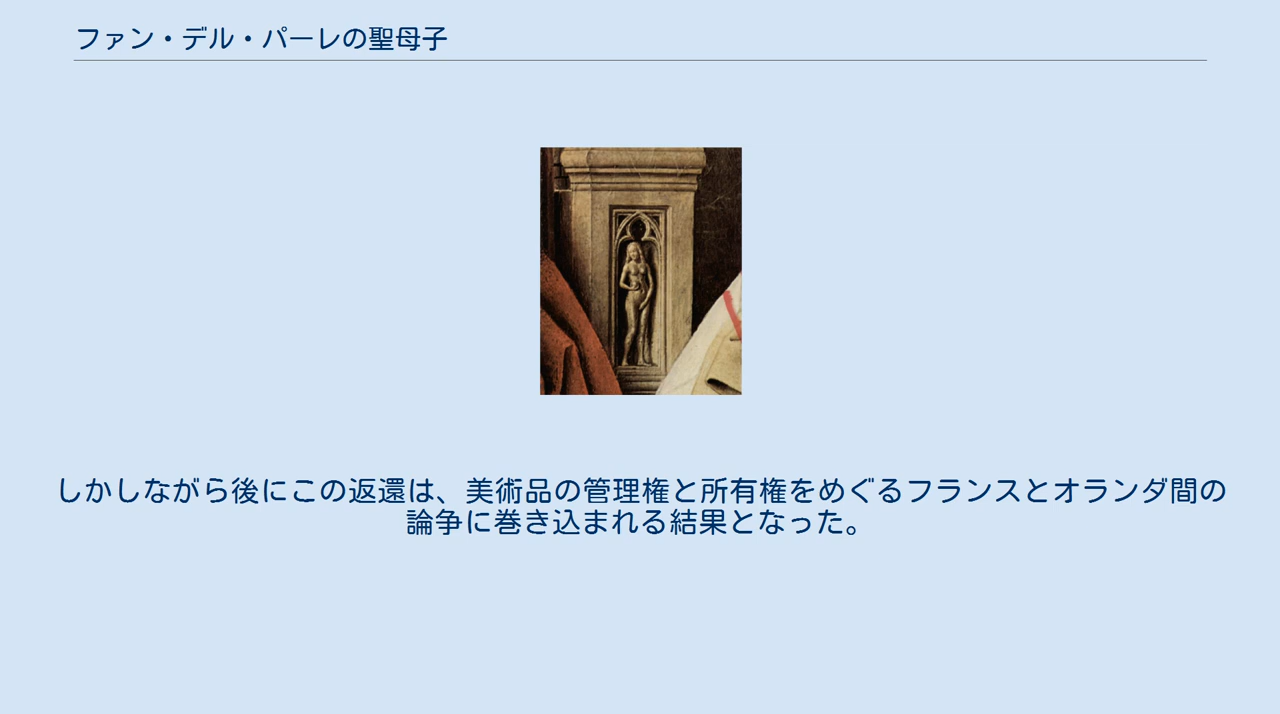 ファン・デル・パーレの聖母子
しかしながら後にこの返還は、美術品の管理権と所有権をめぐるフランスとオランダ間の
論争に巻き込まれる結果となった。